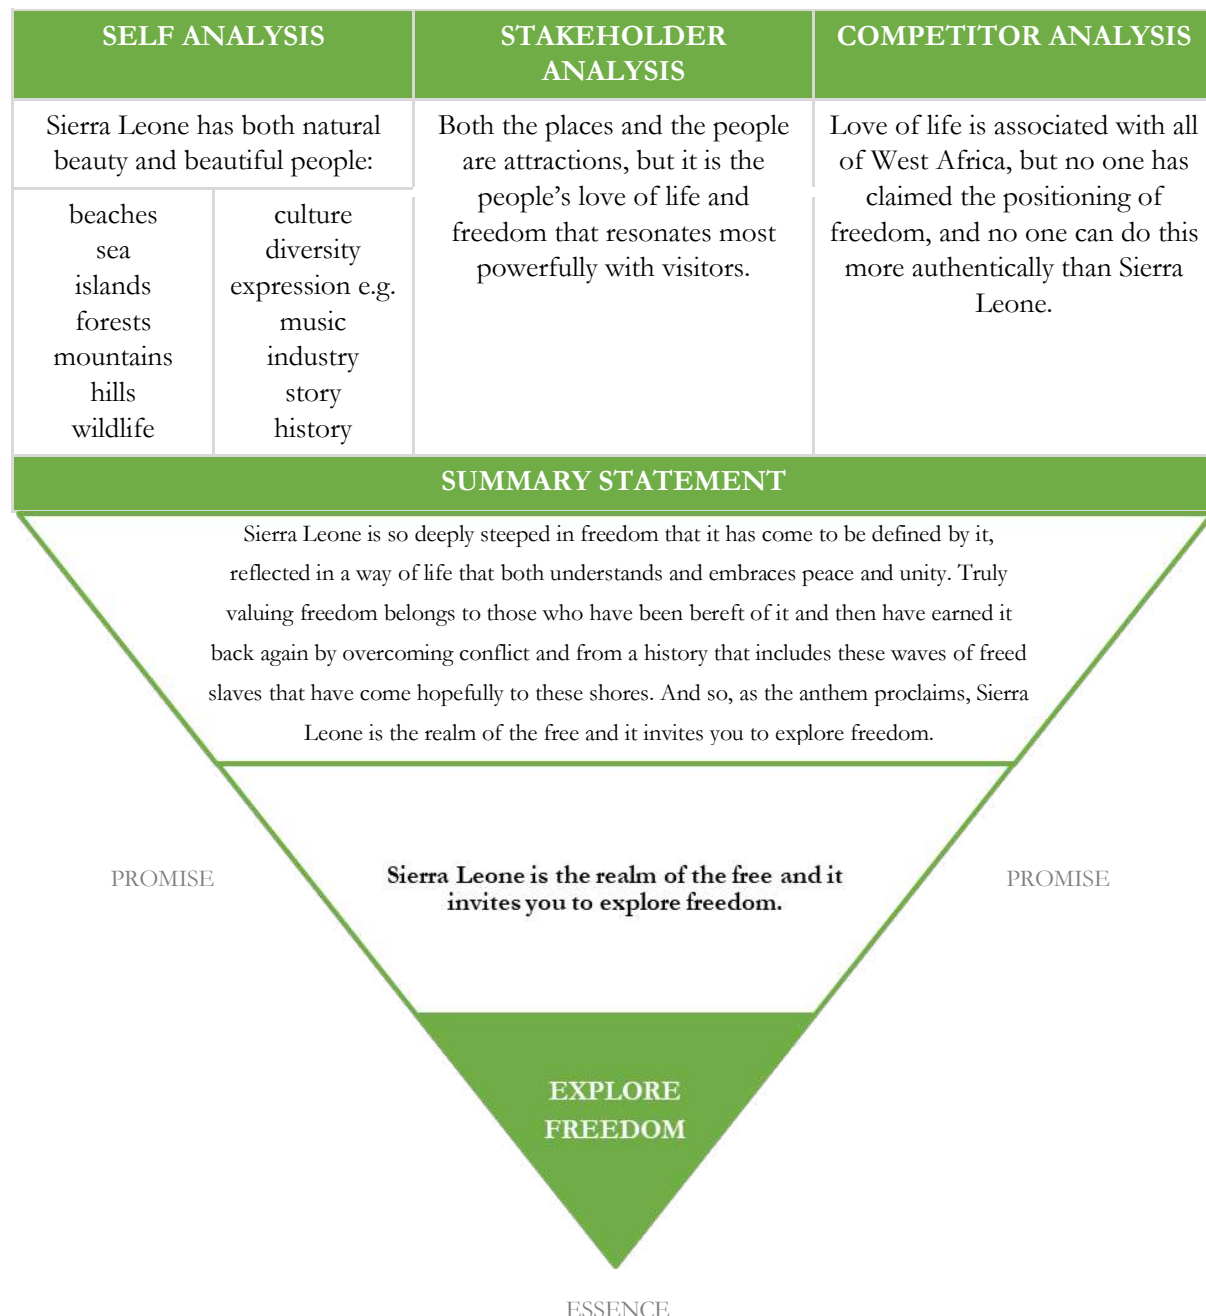 SELF ANALYSIS
STAKEHOLDER
ANALYSIS
COMPETITOR ANALYSIS
Sierra Leone has both natural
beauty and beautiful people:
beaches
sea
islands
forests
mountains
hills
wildlife
culture
diversity
expression e.g.
music
industry
story
history
Both the places and the people
are attractions, but it is the
people’s love of life and
freedom that resonates most
powerfully with visitors.
Love of life is associated with all
of West Africa, but no one has
claimed the positioning of
freedom, and no one can do this
more authentically than Sierra
Leone.
SUMMARY STATEMENT
Sierra Leone is so deeply steeped in freedom that it has come to be defined by it,
reflected in a way of life that both understands and embraces peace and unity. Truly
valuing freedom belongs to those who have been bereft of it and then have earned it
back again by overcoming conflict and from a history that includes these waves of freed
slaves that have come hopefully to these shores. And so, as the anthem proclaims, Sierra
Leone is the realm of the free and it invites you to explore freedom.
PROMISE
Sierra Leone is the realm of the free and it
invites you to explore freedom.
PROMISE
EXPLORE
FREEDOM
ESSENCE